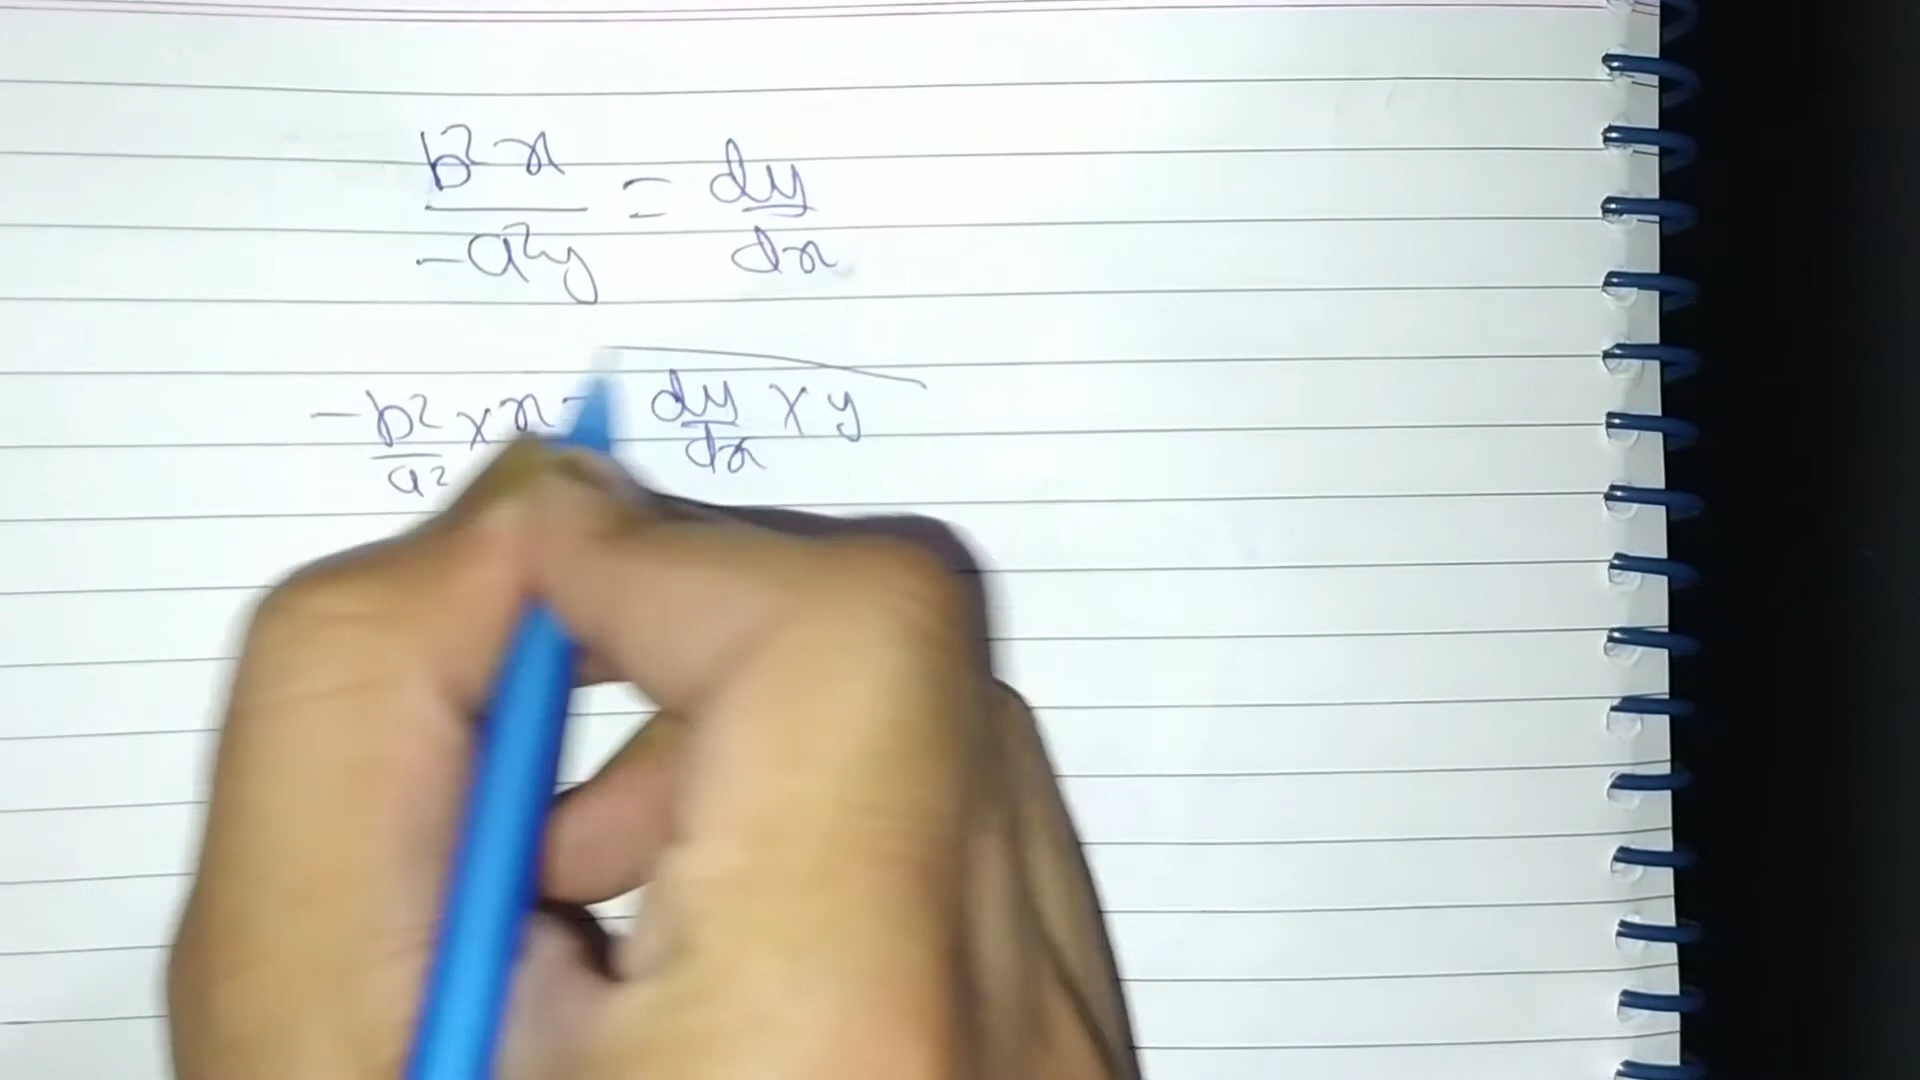 b²x / -a²y = dy / dx
-b² / a² × x = dy / dx × y